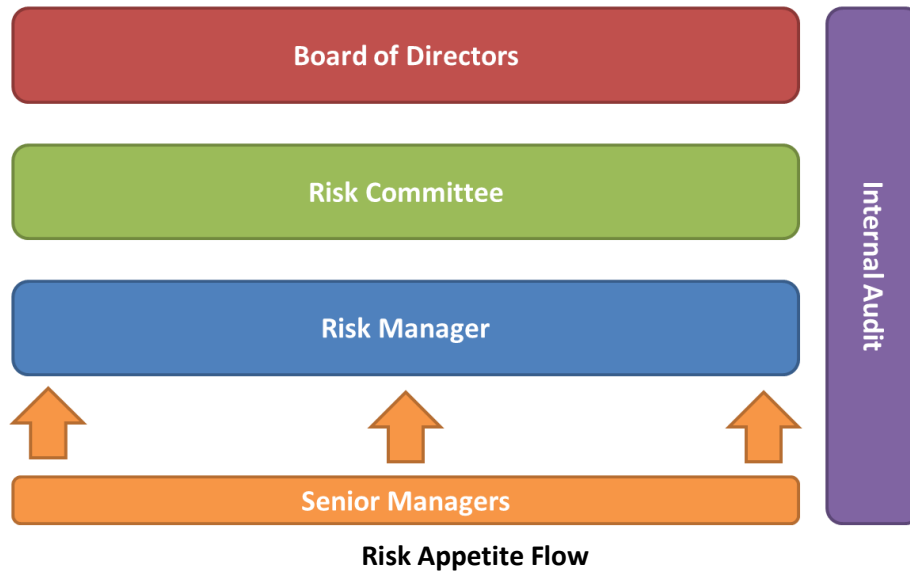 Board of Directors
Risk Committee
Risk Manager
Senior Managers
Internal Audit
Risk Appetite Flow